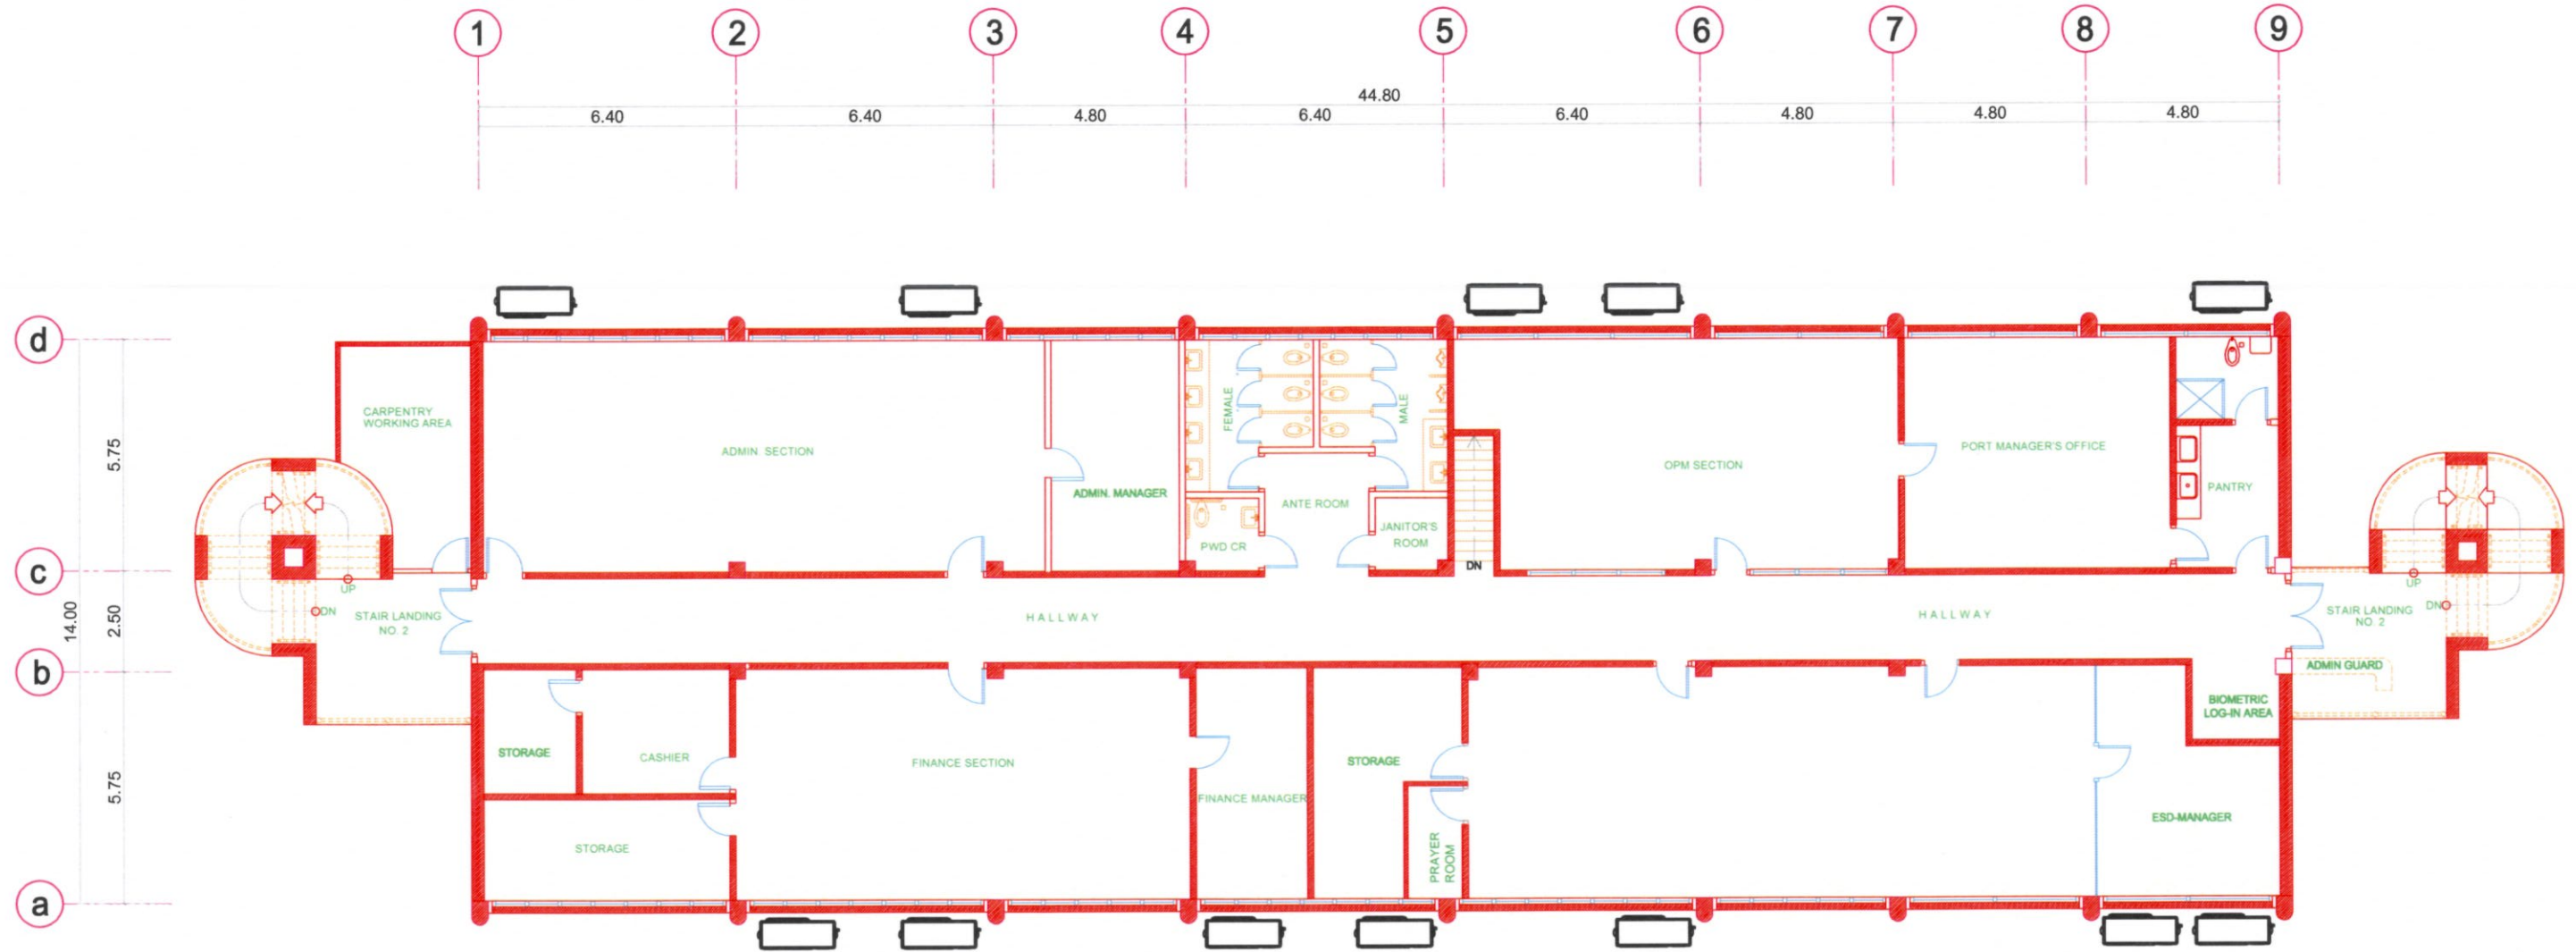 1 2 3 4 5 6 7 8 9
44.80
6.40 6.40 4.80 6.40 6.40 4.80 4.80 4.80
d
c
b
a
5.75
2.50
5.75
14.00
CARPENTRY
WORKING AREA
ADMIN SECTION
ADMIN. MANAGER
FEMALE
MALE
ANTE ROOM
PWD CR
JANITOR'S
ROOM
DN
OPM SECTION
PORT MANAGER'S OFFICE
PANTRY
UP
DN
STAIR LANDING
NO. 2
HALLWAY
HALLWAY
UP
DN
STAIR LANDING
NO. 2
ADMIN GUARD
BIOMETRIC
LOG-IN AREA
STORAGE
CASHIER
STORAGE
FINANCE SECTION
FINANCE MANAGER
STORAGE
PRAYER
ROOM
ESD-MANAGER